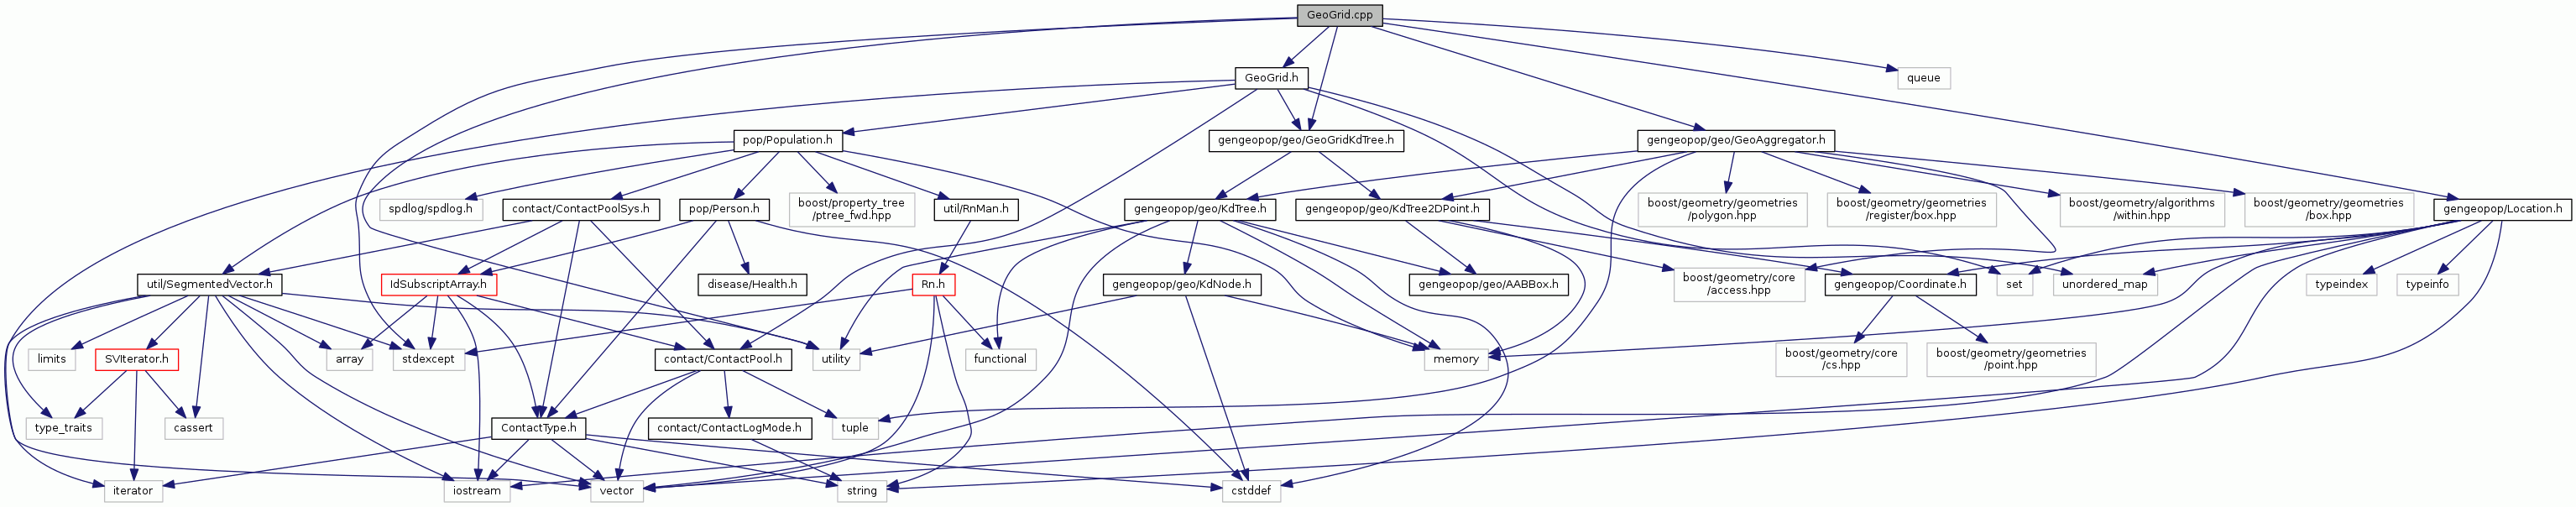 GeoGrid.cpp
GeoGrid.h
queue
pop/Population.h
gengeopop/geo/GeoGridKdTree.h
gengeopop/geo/GeoAggregator.h
spdlog/spdlog.h
contact/ContactPoolSys.h
pop/Person.h
boost/property_tree
/ptree_fwd.hpp
util/RnMan.h
gengeopop/geo/KdTree.h
gengeopop/geo/KdTree2DPoint.h
boost/geometry/geometries
/polygon.hpp
boost/geometry/geometries
/register/box.hpp
boost/geometry/algorithms
/within.hpp
boost/geometry/geometries
/box.hpp
gengeopop/Location.h
util/SegmentedVector.h
IdSubscriptArray.h
disease/Health.h
Rn.h
gengeopop/geo/KdNode.h
gengeopop/geo/AABBox.h
boost/geometry/core
/access.hpp
gengeopop/Coordinate.h
set
unordered_map
typeindex
typeinfo
limits
SVIterator.h
array
stdexcept
contact/ContactPool.h
utility
functional
memory
boost/geometry/core
/cs.hpp
boost/geometry/geometries
/point.hpp
type_traits
cassert
ContactType.h
contact/ContactLogMode.h
tuple
iterator
iostream
vector
string
cstddef